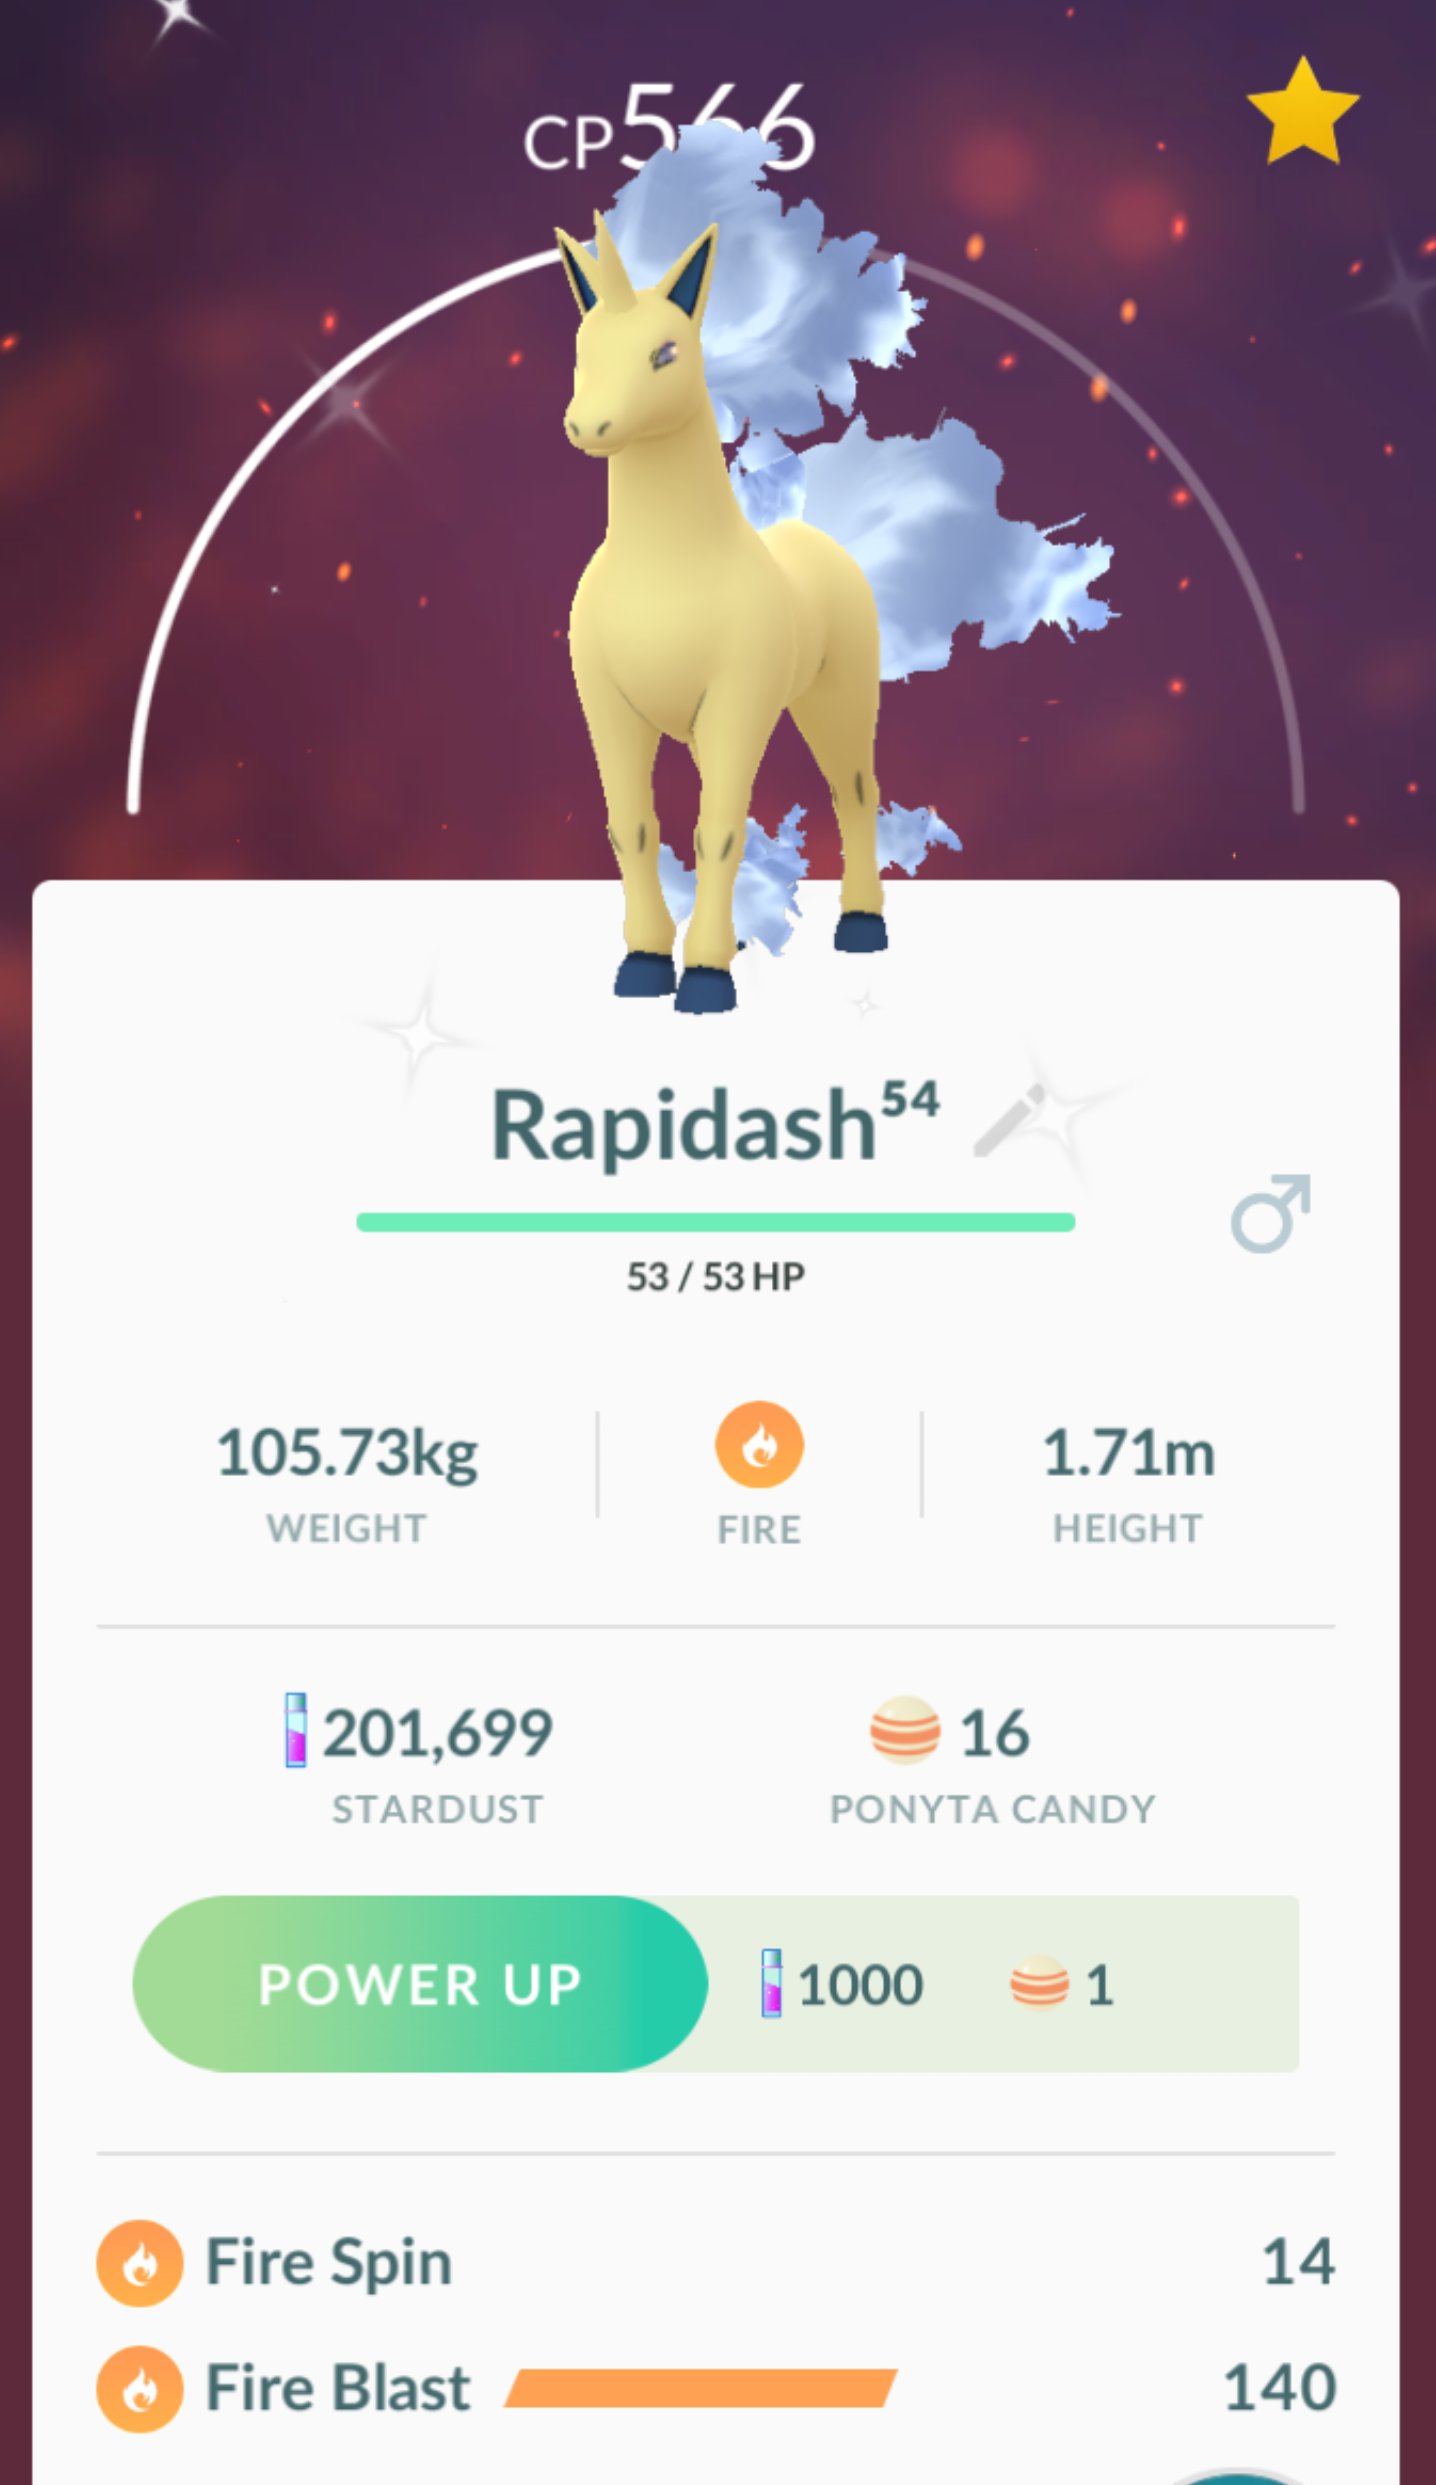 CP566
Rapidash⁵⁴
53 / 53 HP
105.73kg
WEIGHT
FIRE
1.71m
HEIGHT
201,699
STARDUST
16
PONYTA CANDY
POWER UP 1000 1
Fire Spin 14
Fire Blast 140